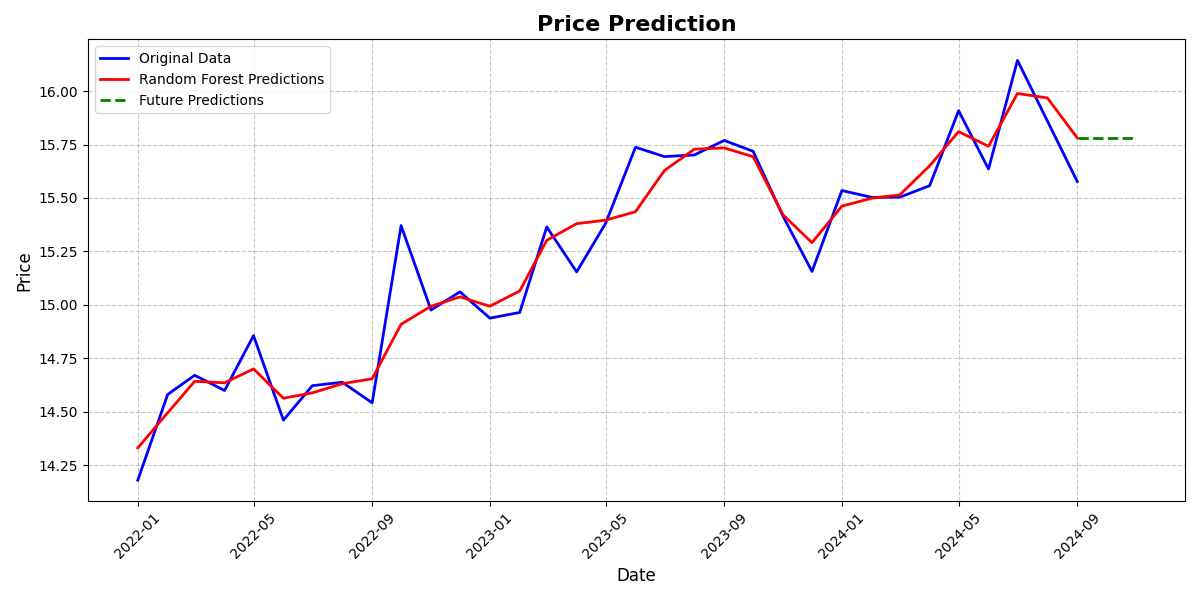 Price Prediction
Original Data
Random Forest Predictions
Future Predictions
Price
16.00
15.75
15.50
15.25
15.00
14.75
14.50
14.25
2022-01
2022-05
2022-09
2023-01
2023-05
2023-09
2024-01
2024-05
2024-09
Date